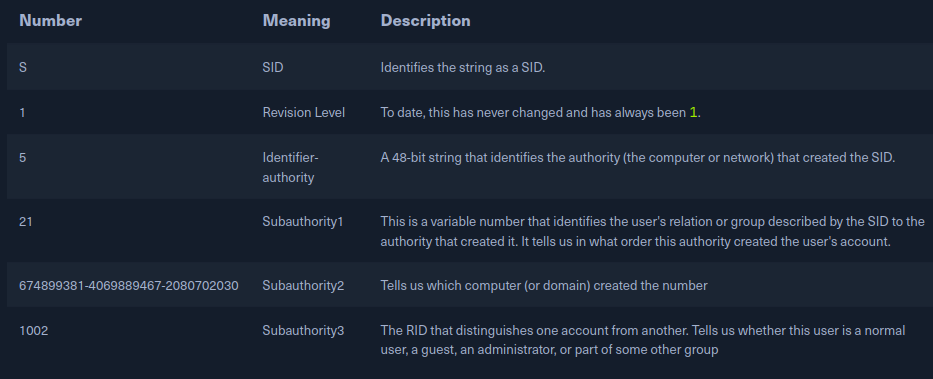 Number Meaning Description
S SID Identifies the string as a SID.
1 Revision Level To date, this has never changed and has always been 1.
5 Identifier- A 48-bit string that identifies the authority (the computer or network) that created the SID.
authority
21 Subauthority1 This is a variable number that identifies the user's relation or group described by the SID to the
authority that created it. It tells us in what order this authority created the user's account.
674899381-4069889467-2080702030 Subauthority2 Tells us which computer (or domain) created the number
1002 Subauthority3 The RID that distinguishes one account from another. Tells us whether this user is a normal
user, a guest, an administrator, or part of some other group